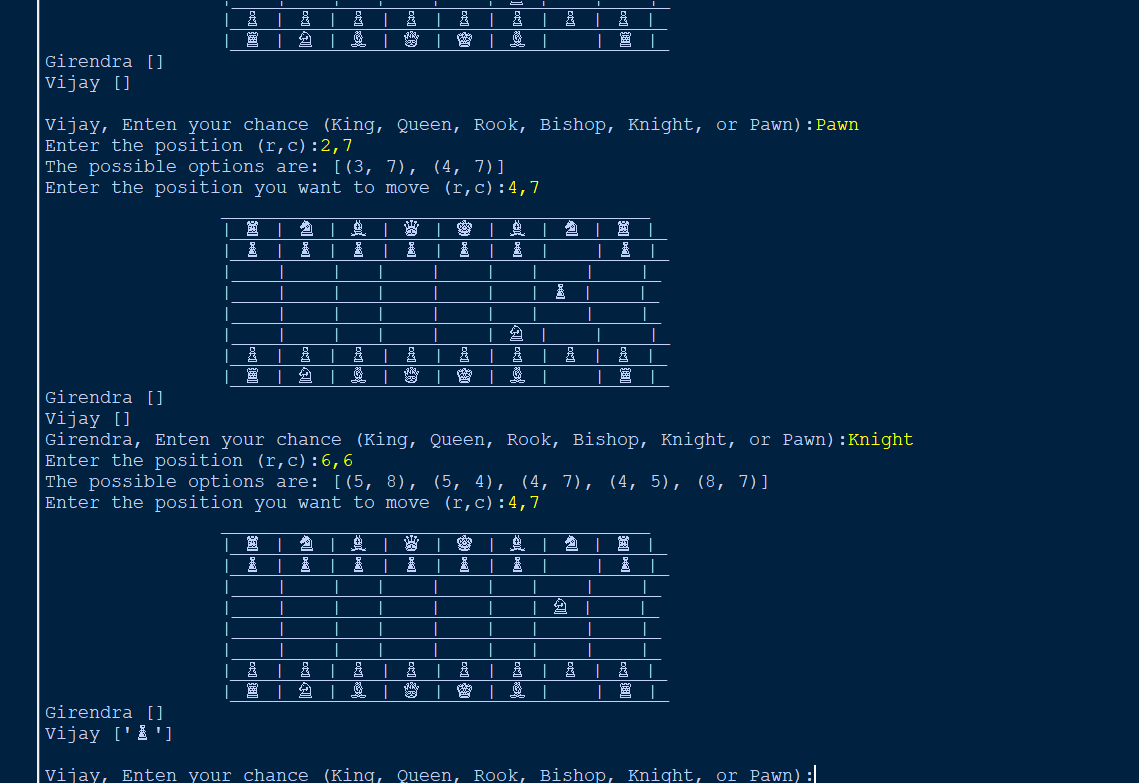 | ♙ | ♙ | ♙ | ♙ | ♙ | ♙ | ♙ | ♙ |
| ♖ | ♘ | ♗ | ♕ | ♔ | ♗ |   | ♖ |
Girendra []
Vijay []
Vijay, Enten your chance (King, Queen, Rook, Bishop, Knight, or Pawn):Pawn
Enter the position (r,c):2,7
The possible options are: [(3, 7), (4, 7)]
Enter the position you want to move (r,c):4,7
| ♜ | ♞ | ♝ | ♛ | ♚ | ♝ | ♞ | ♜ |
| ♟ | ♟ | ♟ | ♟ | ♟ | ♟ |   | ♟ |
|   |   |   |   |   |   |   |   |
|   |   |   |   |   |   | ♟ |   |
|   |   |   |   |   |   |   |   |
|   |   |   |   |   | ♘ |   |   |
| ♙ | ♙ | ♙ | ♙ | ♙ | ♙ | ♙ | ♙ |
| ♖ | ♘ | ♗ | ♕ | ♔ | ♗ |   | ♖ |
Girendra []
Vijay []
Girendra, Enten your chance (King, Queen, Rook, Bishop, Knight, or Pawn):Knight
Enter the position (r,c):6,6
The possible options are: [(5, 8), (5, 4), (4, 7), (4, 5), (8, 7)]
Enter the position you want to move (r,c):4,7
| ♜ | ♞ | ♝ | ♛ | ♚ | ♝ | ♞ | ♜ |
| ♟ | ♟ | ♟ | ♟ | ♟ | ♟ |   | ♟ |
|   |   |   |   |   |   |   |   |
|   |   |   |   |   |   | ♘ |   |
|   |   |   |   |   |   |   |   |
|   |   |   |   |   |   |   |   |
| ♙ | ♙ | ♙ | ♙ | ♙ | ♙ | ♙ | ♙ |
| ♖ | ♘ | ♗ | ♕ | ♔ | ♗ |   | ♖ |
Girendra []
Vijay ['♟']
Vijay, Enten your chance (King, Queen, Rook, Bishop, Knight, or Pawn):